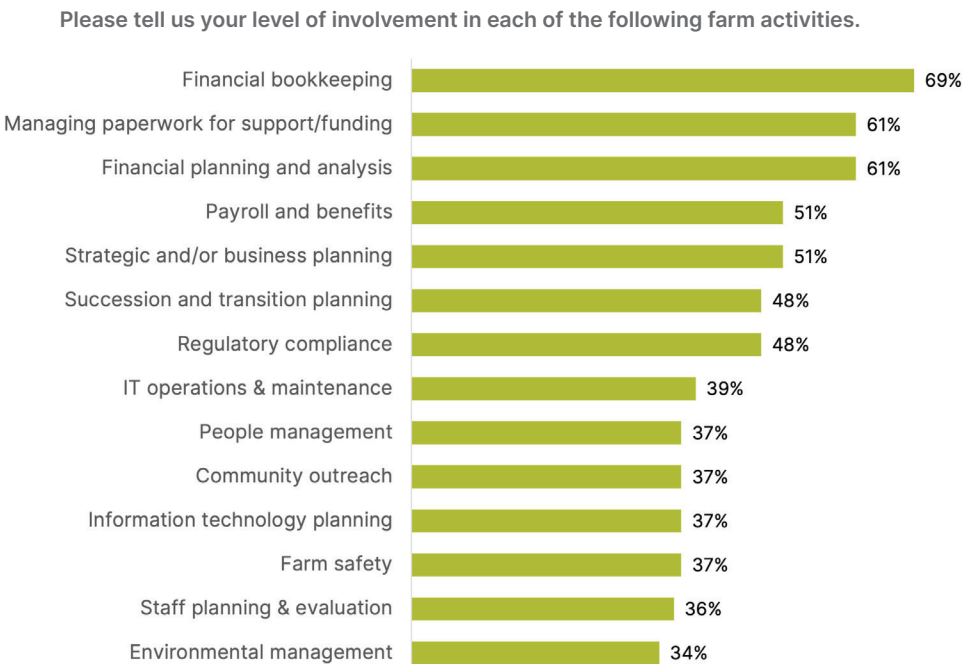 Please tell us your level of involvement in each of the following farm activities.
Financial bookkeeping 69%
Managing paperwork for support/funding 61%
Financial planning and analysis 61%
Payroll and benefits 51%
Strategic and/or business planning 51%
Succession and transition planning 48%
Regulatory compliance 48%
IT operations & maintenance 39%
People management 37%
Community outreach 37%
Information technology planning 37%
Farm safety 37%
Staff planning & evaluation 36%
Environmental management 34%